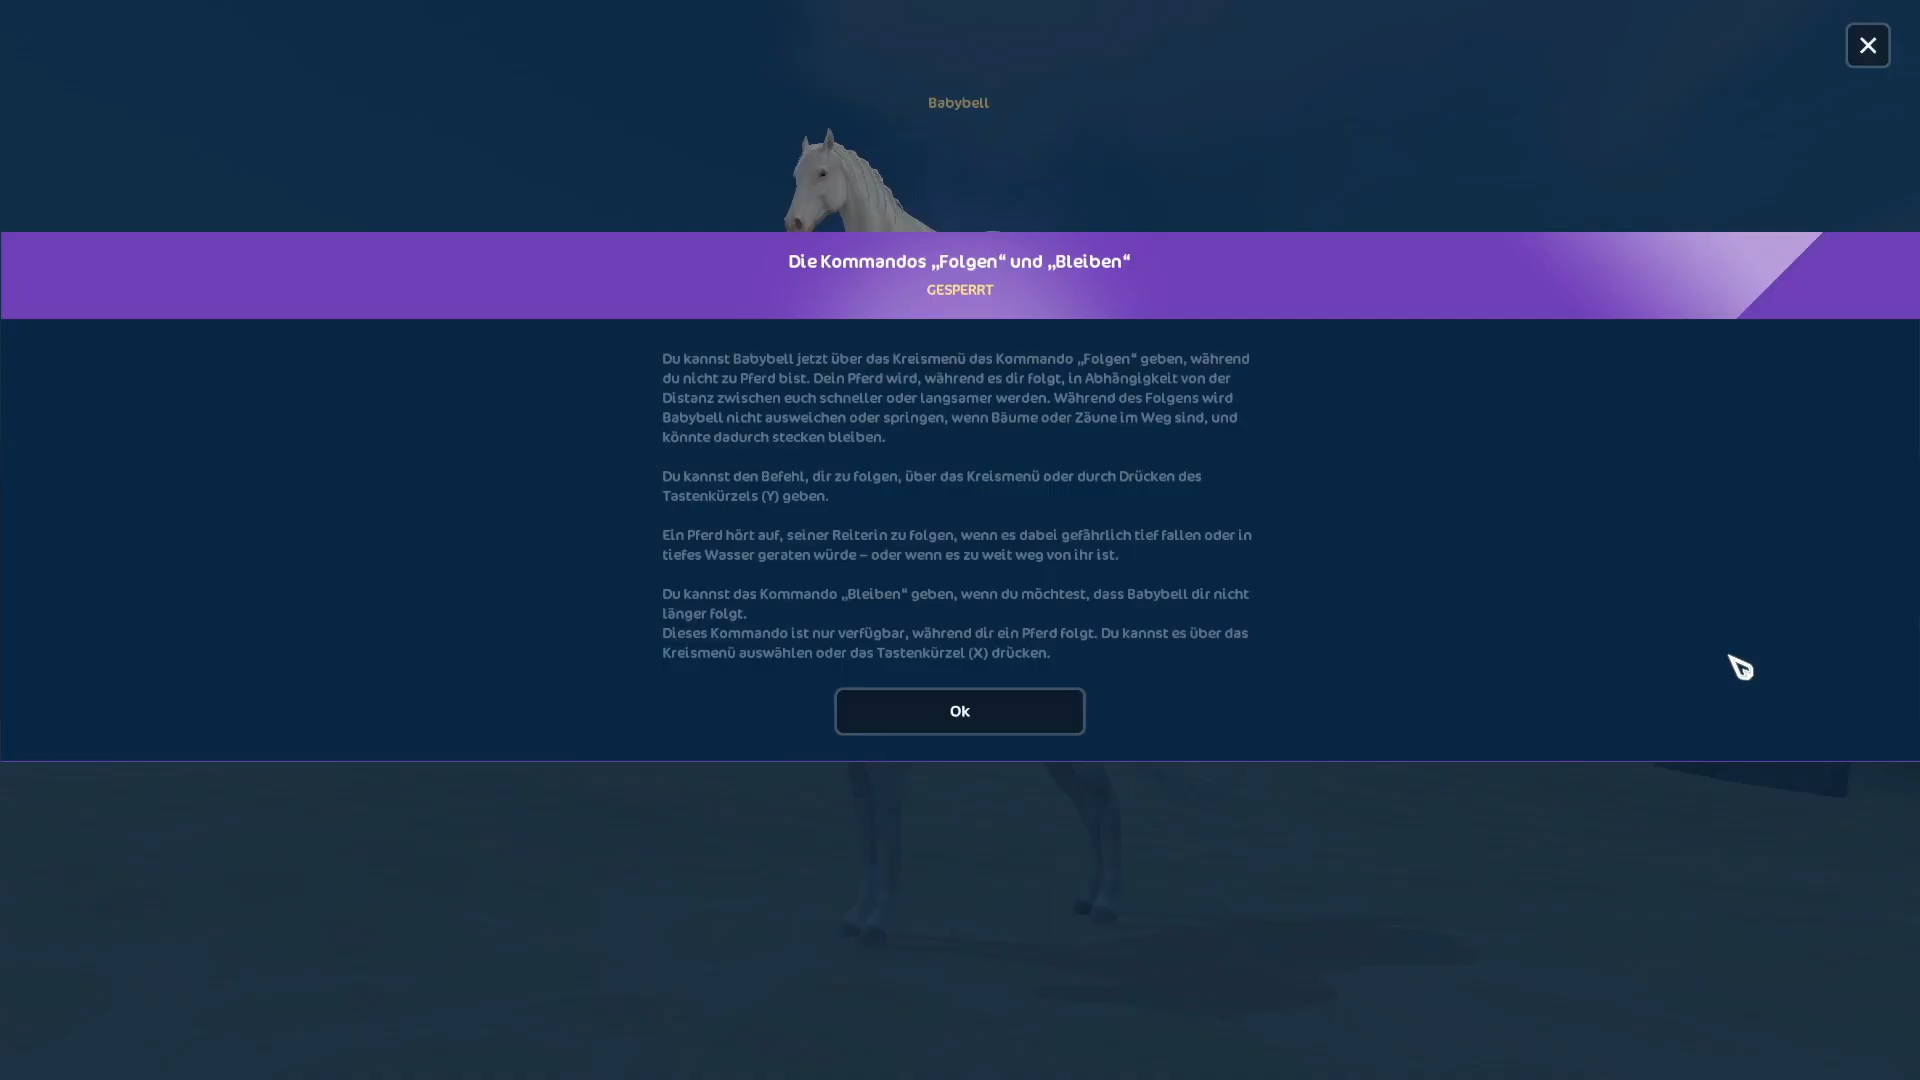 Babybell
Die Kommandos „Folgen“ und „Bleiben“
GESPERRT
Du kannst Babybell jetzt über das Kreismenü das Kommando „Folgen“ geben, während
du nicht zu Pferd bist. Dein Pferd wird, während es dir folgt, in Abhängigkeit von der
Distanz zwischen euch schneller oder langsamer werden. Während des Folgens wird
Babybell nicht ausweichen oder springen, wenn Bäume oder Zäune im Weg sind, und
könnte dadurch stecken bleiben.
Du kannst den Befehl, dir zu folgen, über das Kreismenü oder durch Drücken des
Tastenkürzels (Y) geben.
Ein Pferd hört auf, seiner Reiterin zu folgen, wenn es dabei gefährlich tief fallen oder in
tiefes Wasser geraten würde – oder wenn es zu weit weg von ihr ist.
Du kannst das Kommando „Bleiben“ geben, wenn du möchtest, dass Babybell dir nicht
länger folgt.
Dieses Kommando ist nur verfügbar, während dir ein Pferd folgt. Du kannst es über das
Kreismenü auswählen oder das Tastenkürzel (X) drücken.
Ok